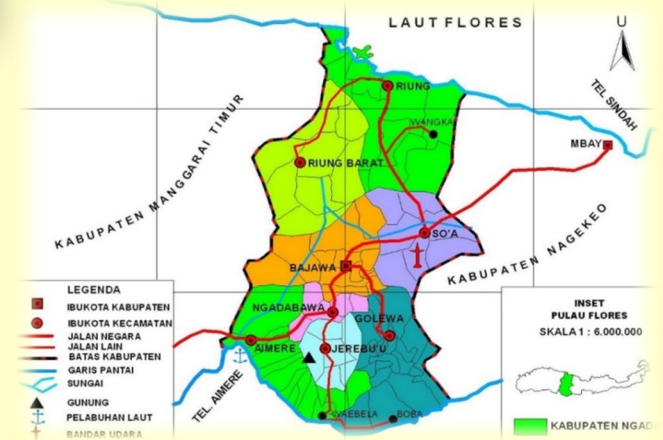 LAUT FLORES
U
RIUNG
IWANGKA
TEL SINDAH
MBAY
KABUPATEN MANGGARAI TIMUR
RIUNG BARAT
SO'A
KABUPATEN NAGEKEO
BAJAWA
NGADABAWA
GOLEWA
AIMERE
JEREBU'U
TEL AIMERE
WAEBELA
BOBA
LEGENDA
IBUKOTA KABUPATEN
IBUKOTA KECAMATAN
JALAN NEGARA
JALAN LAIN
BATAS KABUPATEN
GARIS PANTAI
SUNGAI
GUNUNG
PELABUHAN LAUT
BANDAR UDARA
INSET
PULAU FLORES
SKALA 1 : 6.000.000
KABUPATEN NGADA